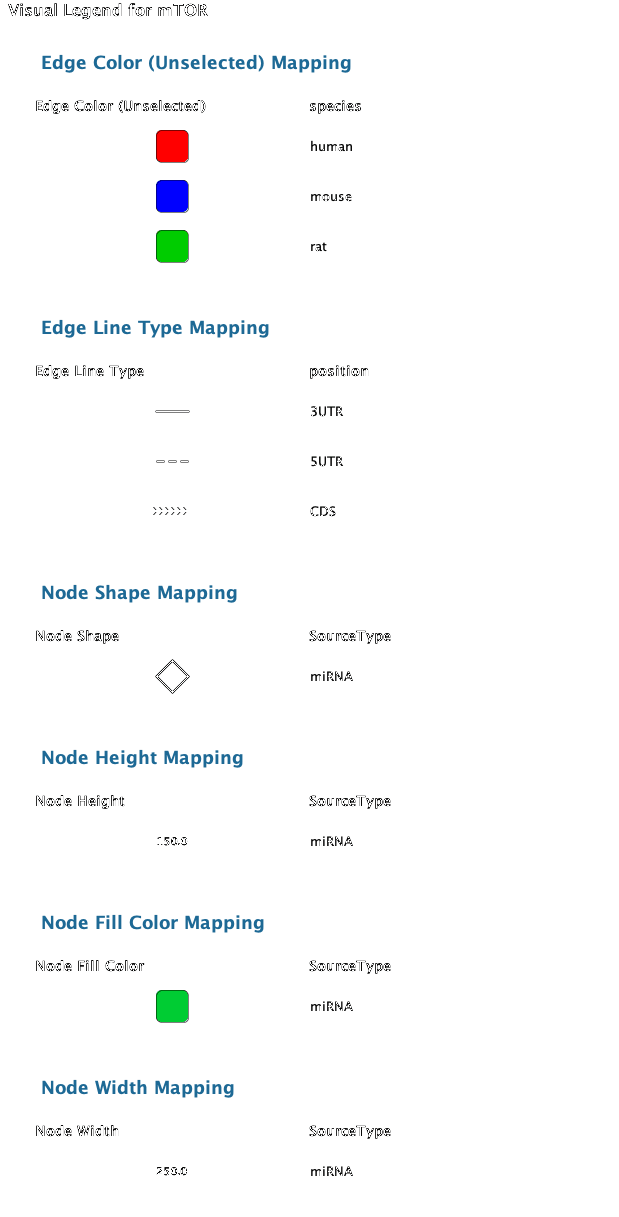 Visual Legend for mTOR
Edge Color (Unselected) Mapping
Edge Color (Unselected) species
human
mouse
rat
Edge Line Type Mapping
Edge Line Type position
3UTR
5UTR
CDS
Node Shape Mapping
Node Shape SourceType
miRNA
Node Height Mapping
Node Height SourceType
150.0 miRNA
Node Fill Color Mapping
Node Fill Color SourceType
miRNA
Node Width Mapping
Node Width SourceType
250.0 miRNA